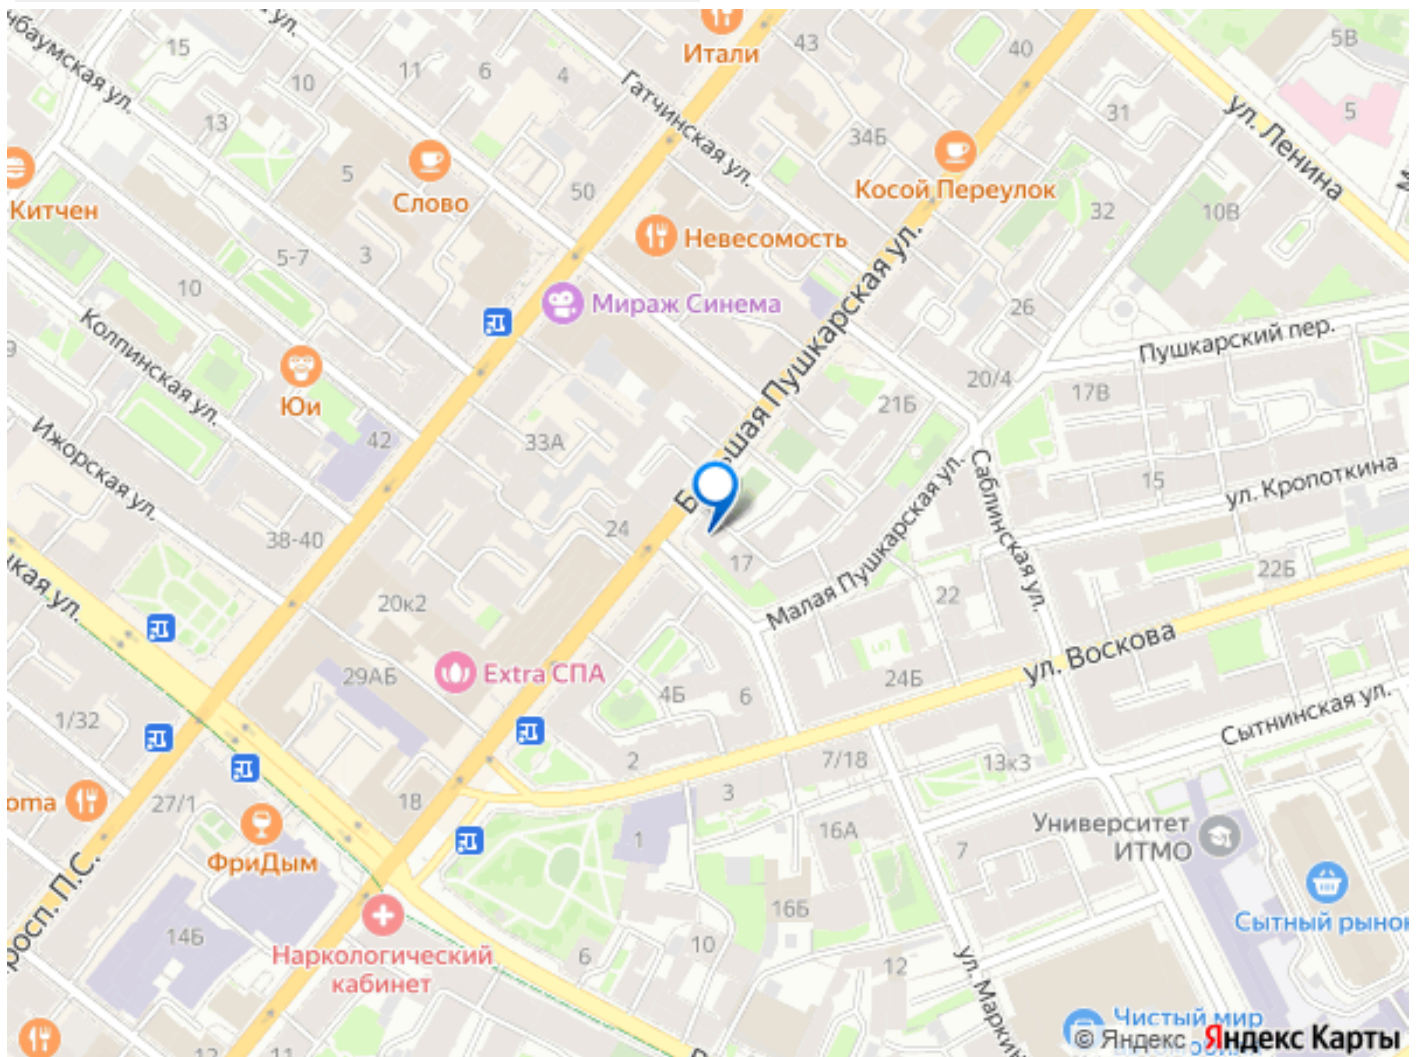 15
10
11
6
4
Итали
43
40
5В
5
ул. Ленина
Гатчинская ул.
13
5
Слово
50
34Б
31
Косой Переулок
Китчен
5-7
3
Невесомость
32
10В
10
Колпинская ул.
Мираж Синема
26
Пушкарский пер.
Юи
42
33А
20/4
17В
21Б
Ижорская ул.
38-40
24
17
Малая Пушкарская ул.
Саблинская ул.
15
ул. Кропоткина
22
22Б
20к2
29АБ
Extra СПА
4Б
6
24Б
ул. Воскова
Сытнинская ул.
1/32
2
7/18
13к3
3
27/1
18
ФриДым
1
16А
7
Университет
ИТМО
Сытный рынок
14Б
Наркологический
кабинет
16Б
10
6
12
12
11
Чистый мир
© Яндекс Яндекс Карты